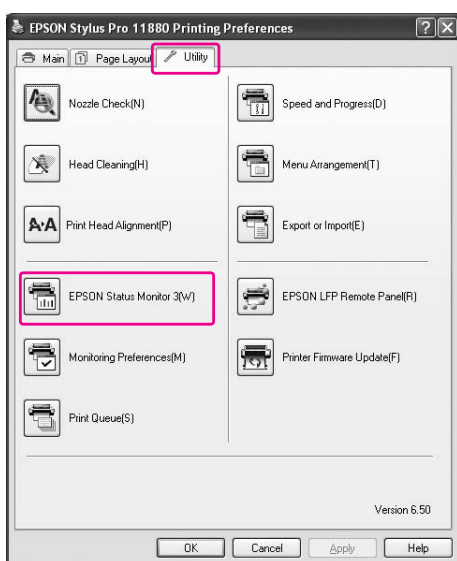 EPSON Stylus Pro 11880 Printing Preferences
Main Page Layout Utility
Nozzle Check(N)
Speed and Progress(D)
Head Cleaning(H)
Menu Arrangement(T)
A A Print Head Alignment(P)
Export or Import(E)
EPSON Status Monitor 3(W)
EPSON LFP Remote Panel(R)
Monitoring Preferences(M)
Printer Firmware Update(F)
Print Queue(S)
Version 6.50
OK Cancel Apply Help